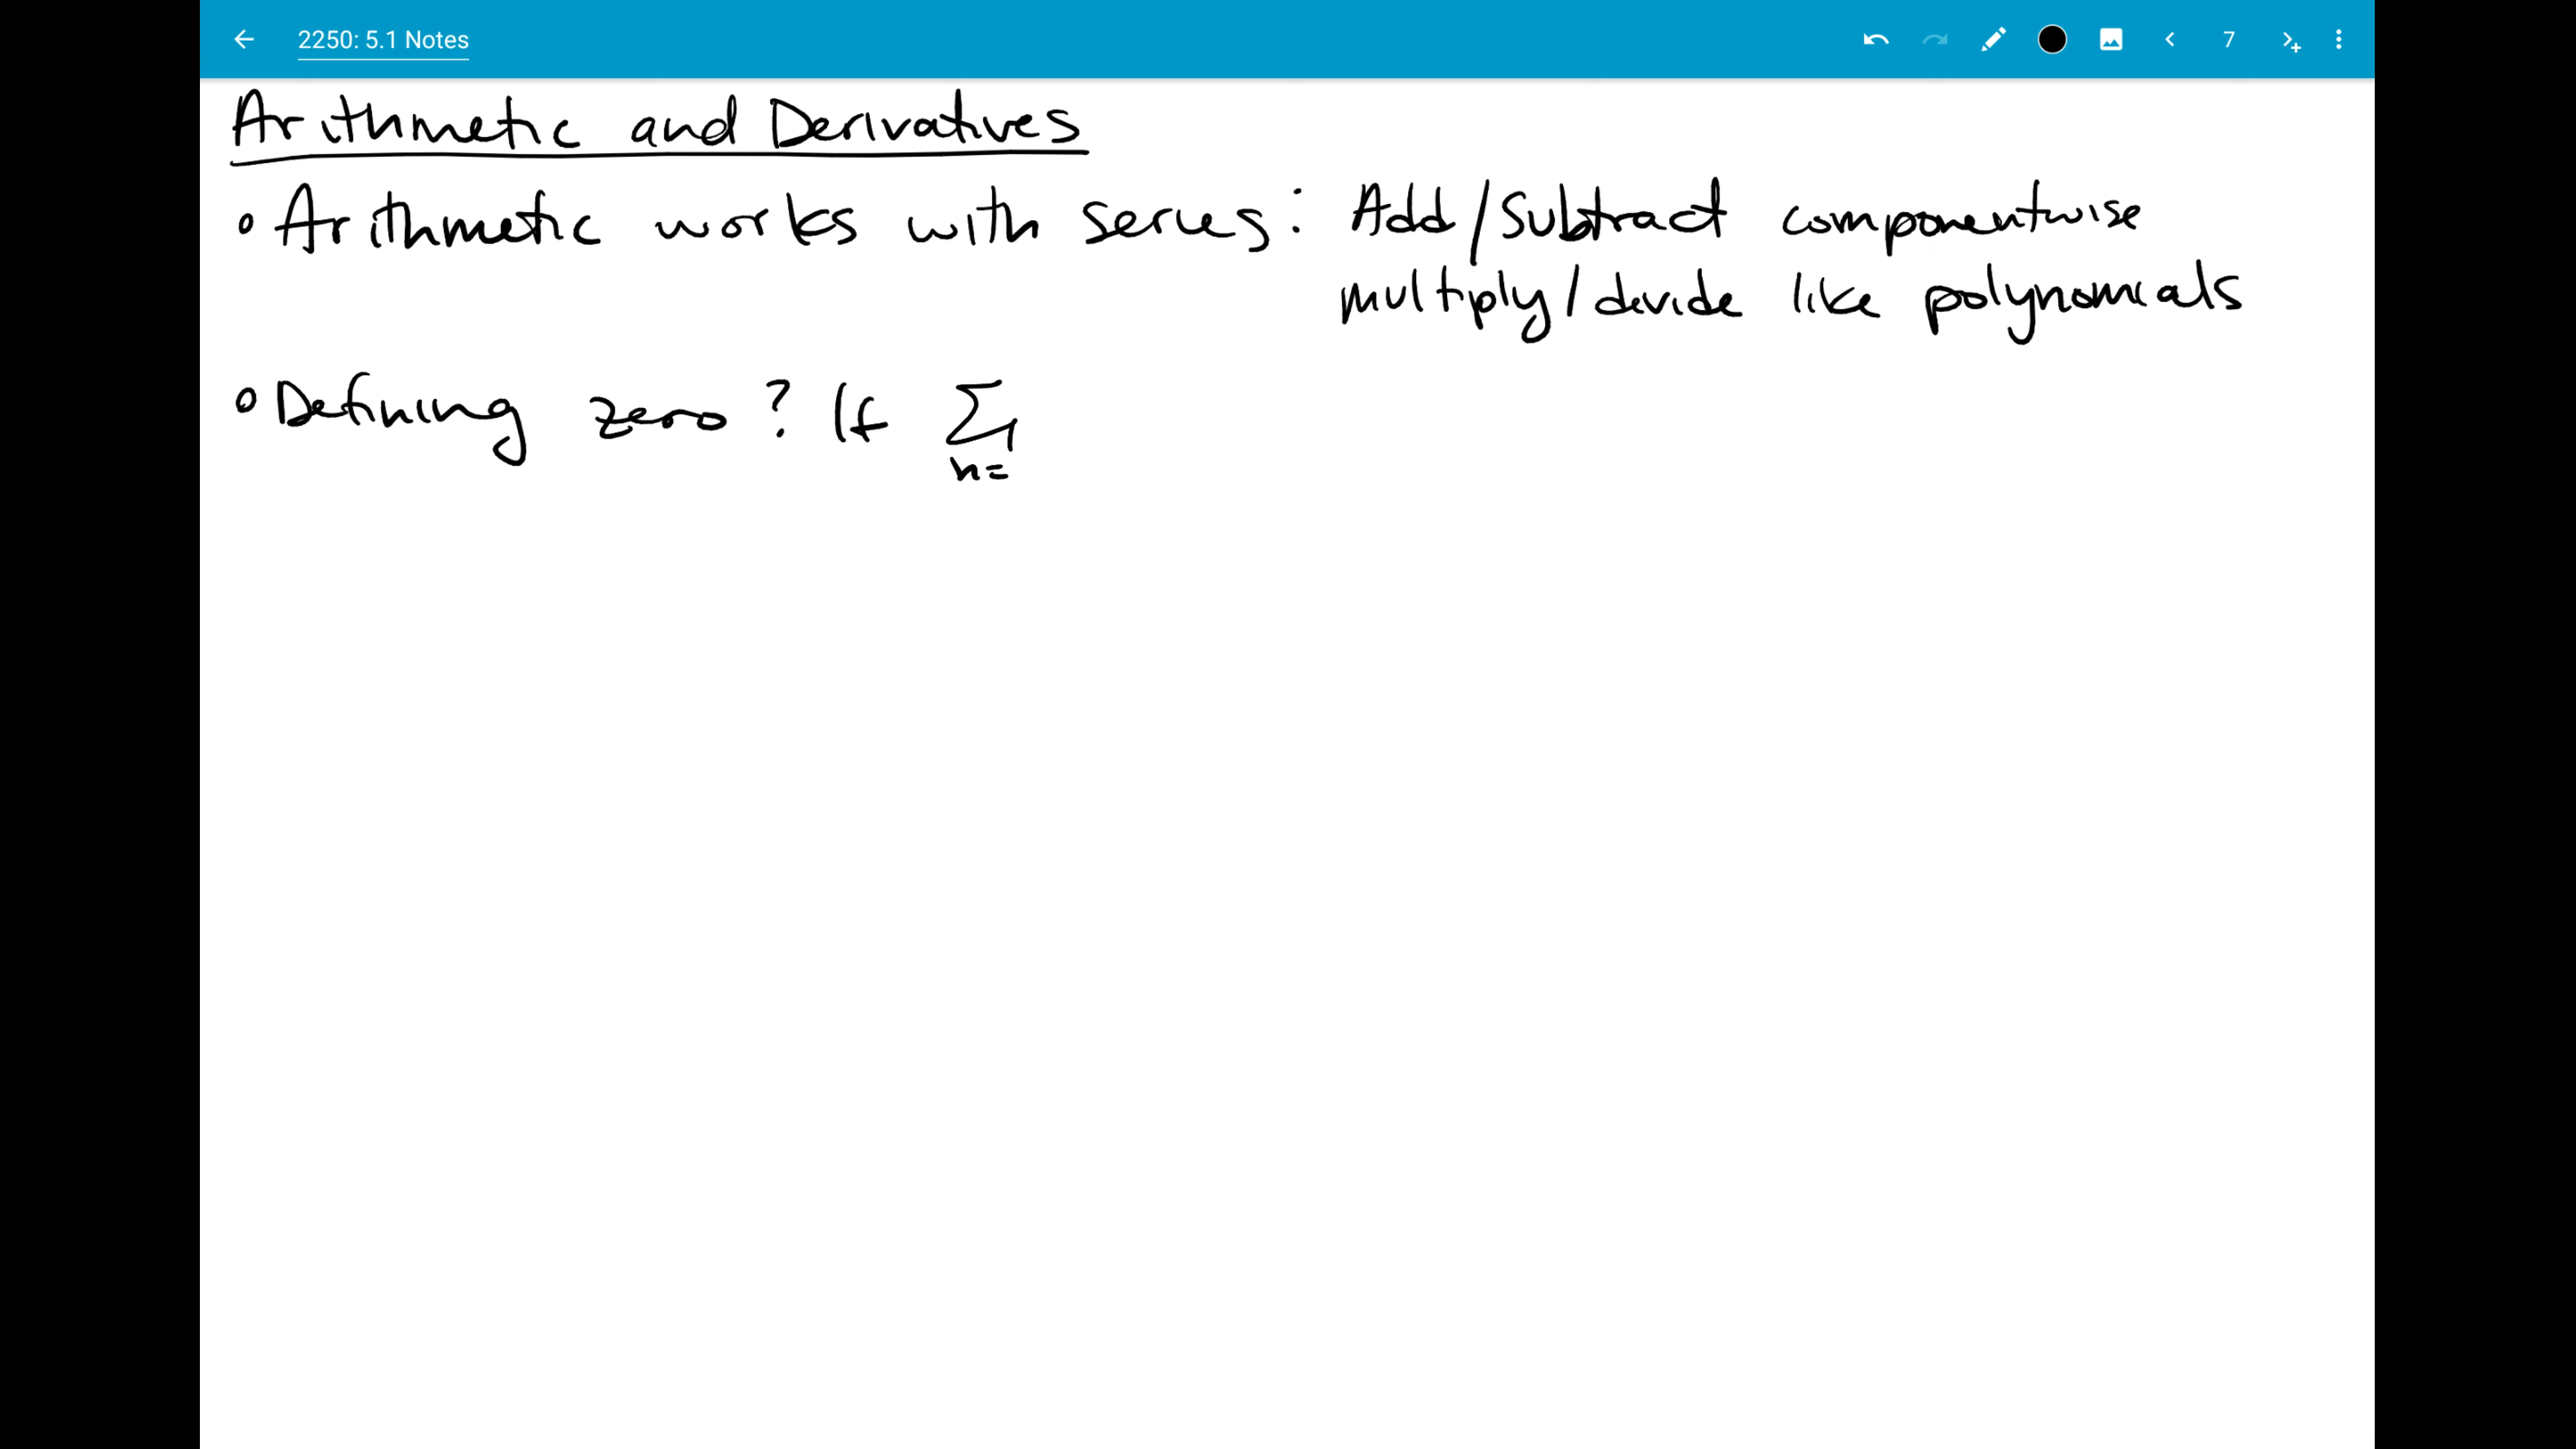 2250: 5.1 Notes
7
Arithmetic and Derivatives
• Arithmetic works with series: Add/Subtract componentwise
multiply/divide like polynomials
• Defining zero? If ∑
n=